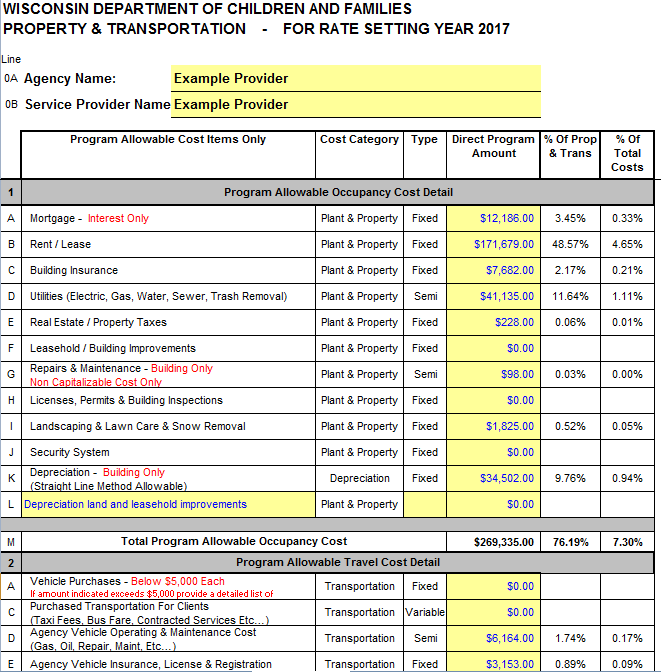 WISCONSIN DEPARTMENT OF CHILDREN AND FAMILIES
PROPERTY & TRANSPORTATION - FOR RATE SETTING YEAR 2017
Line
0A Agency Name: Example Provider
0B Service Provider Name Example Provider
Program Allowable Cost Items Only Cost Category Type Direct Program Amount % Of Prop & Trans % Of Total Costs
1 Program Allowable Occupancy Cost Detail
A Mortgage - Interest Only Plant & Property Fixed $12,186.00 3.45% 0.33%
B Rent / Lease Plant & Property Fixed $171,679.00 48.57% 4.65%
C Building Insurance Plant & Property Fixed $7,682.00 2.17% 0.21%
D Utilities (Electric, Gas, Water, Sewer, Trash Removal) Plant & Property Semi $41,135.00 11.64% 1.11%
E Real Estate / Property Taxes Plant & Property Fixed $228.00 0.06% 0.01%
F Leasehold / Building Improvements Plant & Property Fixed $0.00
G Repairs & Maintenance - Building Only
Non Capitalizable Cost Only Plant & Property Semi $98.00 0.03% 0.00%
H Licenses, Permits & Building Inspections Plant & Property Fixed $0.00
I Landscaping & Lawn Care & Snow Removal Plant & Property Fixed $1,825.00 0.52% 0.05%
J Security System Plant & Property Fixed $0.00
K Depreciation - Building Only
(Straight Line Method Allowable) Depreciation Fixed $34,502.00 9.76% 0.94%
L Depreciation land and leasehold improvements Plant & Property $0.00
M Total Program Allowable Occupancy Cost $269,335.00 76.19% 7.30%
2 Program Allowable Travel Cost Detail
A Vehicle Purchases - Below $5,000 Each
If amount indicated exceeds $5,000 provide a detailed list of Transportation Fixed $0.00
C Purchased Transportation For Clients
(Taxi Fees, Bus Fare, Contracted Services Etc...) Transportation Variable $0.00
D Agency Vehicle Operating & Maintenance Cost
(Gas, Oil, Repair, Maint, Etc...) Transportation Semi $6,164.00 1.74% 0.17%
E Agency Vehicle Insurance, License & Registration Transportation Fixed $3,153.00 0.89% 0.09%